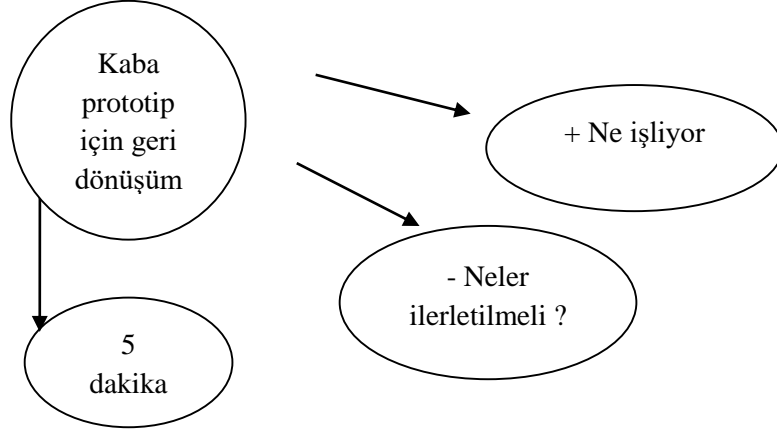 Kaba
prototip
için geri
dönüşüm
+ Ne işliyor
- Neler
ilerletilmeli ?
5
dakika